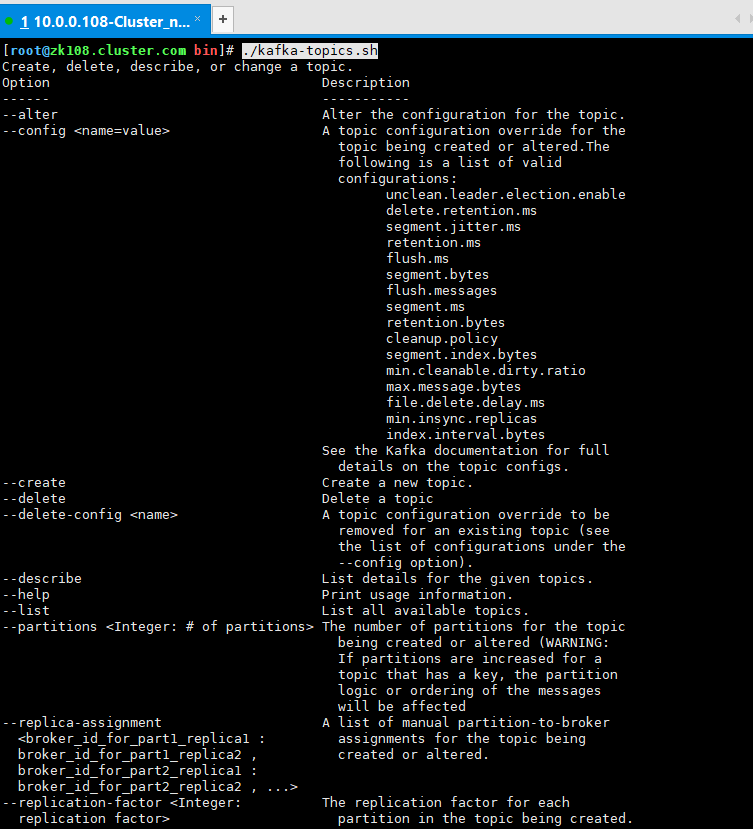 1 10.0.0.108-Cluster_n... × +
[root@zk108.cluster.com bin]# ./kafka-topics.sh
Create, delete, describe, or change a topic.
Option                                  Description
------                                  -----------
--alter                                 Alter the configuration for the topic.
--config <name=value>                   A topic configuration override for the
                                          topic being created or altered.The
                                          following is a list of valid
                                          configurations:
                                                unclean.leader.election.enable
                                                delete.retention.ms
                                                segment.jitter.ms
                                                retention.ms
                                                flush.ms
                                                segment.bytes
                                                flush.messages
                                                segment.ms
                                                retention.bytes
                                                cleanup.policy
                                                segment.index.bytes
                                                min.cleanable.dirty.ratio
                                                max.message.bytes
                                                file.delete.delay.ms
                                                min.insync.replicas
                                                index.interval.bytes
                                        See the Kafka documentation for full
                                          details on the topic configs.
--create                                Create a new topic.
--delete                                Delete a topic
--delete-config <name>                  A topic configuration override to be
                                          removed for an existing topic (see
                                          the list of configurations under the
                                          --config option).
--describe                              List details for the given topics.
--help                                  Print usage information.
--list                                  List all available topics.
--partitions <Integer: # of partitions> The number of partitions for the topic
                                          being created or altered (WARNING:
                                          If partitions are increased for a
                                          topic that has a key, the partition
                                          logic or ordering of the messages
                                          will be affected
--replica-assignment                    A list of manual partition-to-broker
  <broker_id_for_part1_replica1 :         assignments for the topic being
  broker_id_for_part1_replica2 ,          created or altered.
  broker_id_for_part2_replica1 :
  broker_id_for_part2_replica2 , ...>
--replication-factor <Integer:          The replication factor for each
  replication factor>                     partition in the topic being created.